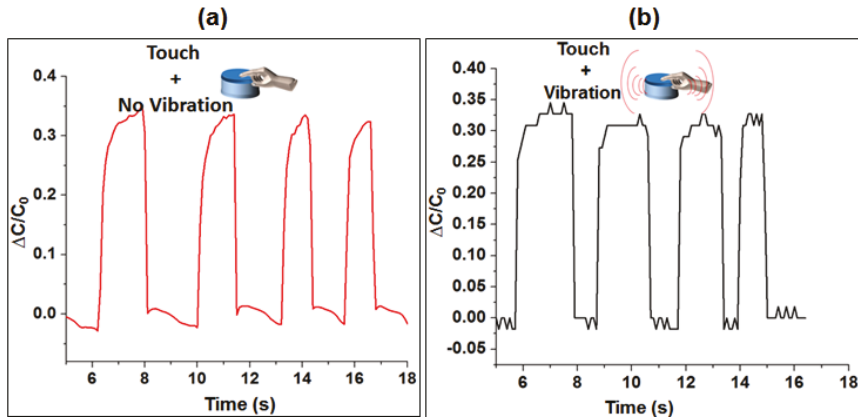 (a)
Touch
+
No Vibration
0.4
0.3
0.2
0.1
0.0
ΔC/C₀
6 8 10 12 14 16 18
Time (s)
(b)
Touch
+
Vibration
0.40
0.35
0.30
0.25
0.20
0.15
0.10
0.05
0.00
-0.05
ΔC/C₀
6 8 10 12 14 16 18
Time (s)